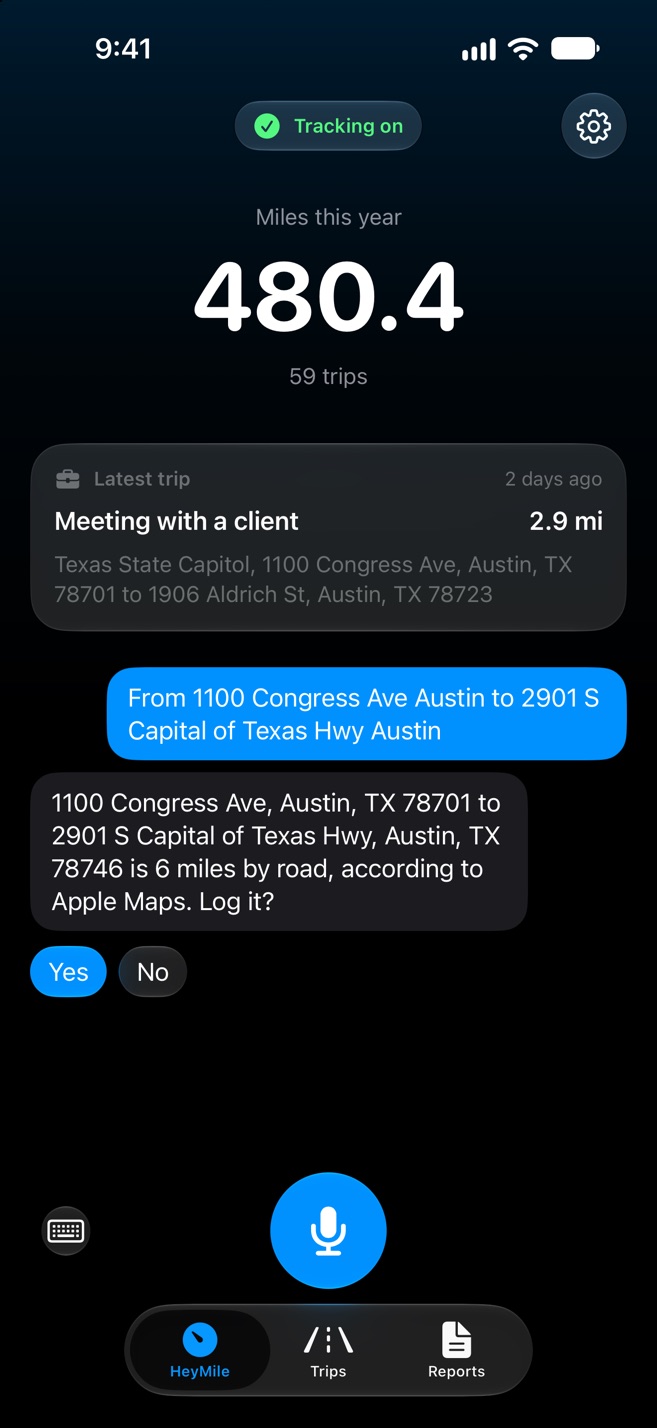 9:41
Tracking on
Miles this year
480.4
59 trips
Latest trip
2 days ago
Meeting with a client
2.9 mi
Texas State Capitol, 1100 Congress Ave, Austin, TX
78701 to 1906 Aldrich St, Austin, TX 78723
From 1100 Congress Ave Austin to 2901 S
Capital of Texas Hwy Austin
1100 Congress Ave, Austin, TX 78701 to
2901 S Capital of Texas Hwy, Austin, TX
78746 is 6 miles by road, according to
Apple Maps. Log it?
Yes
No
HeyMile
Trips
Reports